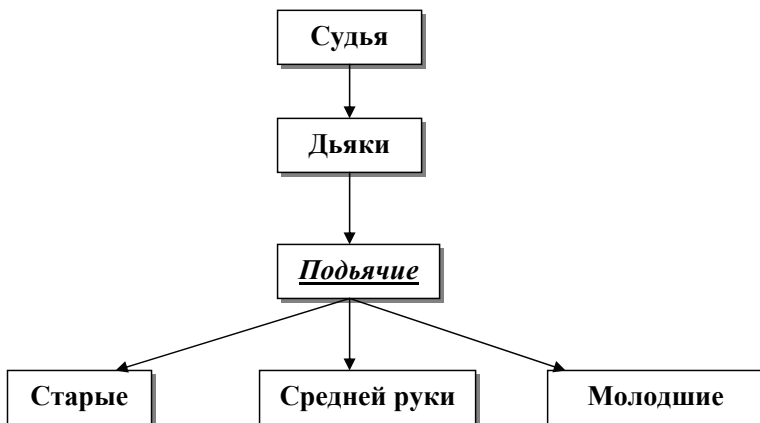 Судья
Дьяки
Подьячие
Старые
Средней руки
Молодшие